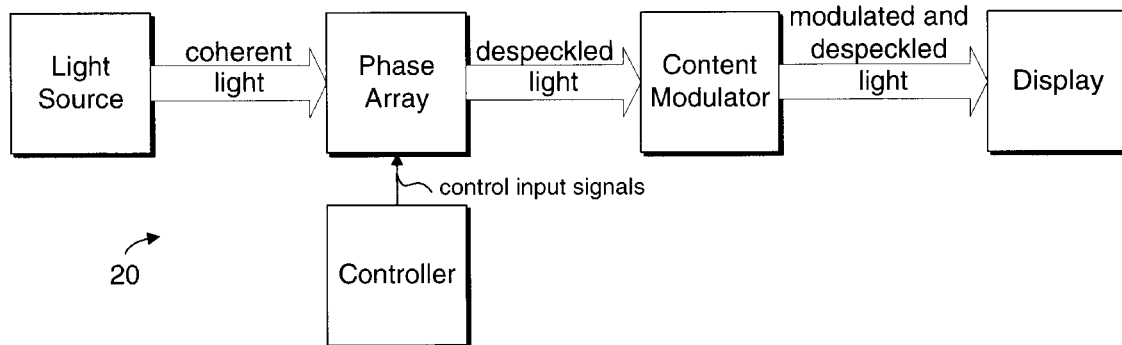 Light
Source
coherent
light
Phase
Array
despeckled
light
Content
Modulator
modulated and
despeckled
light
Display
control input signals
Controller
20